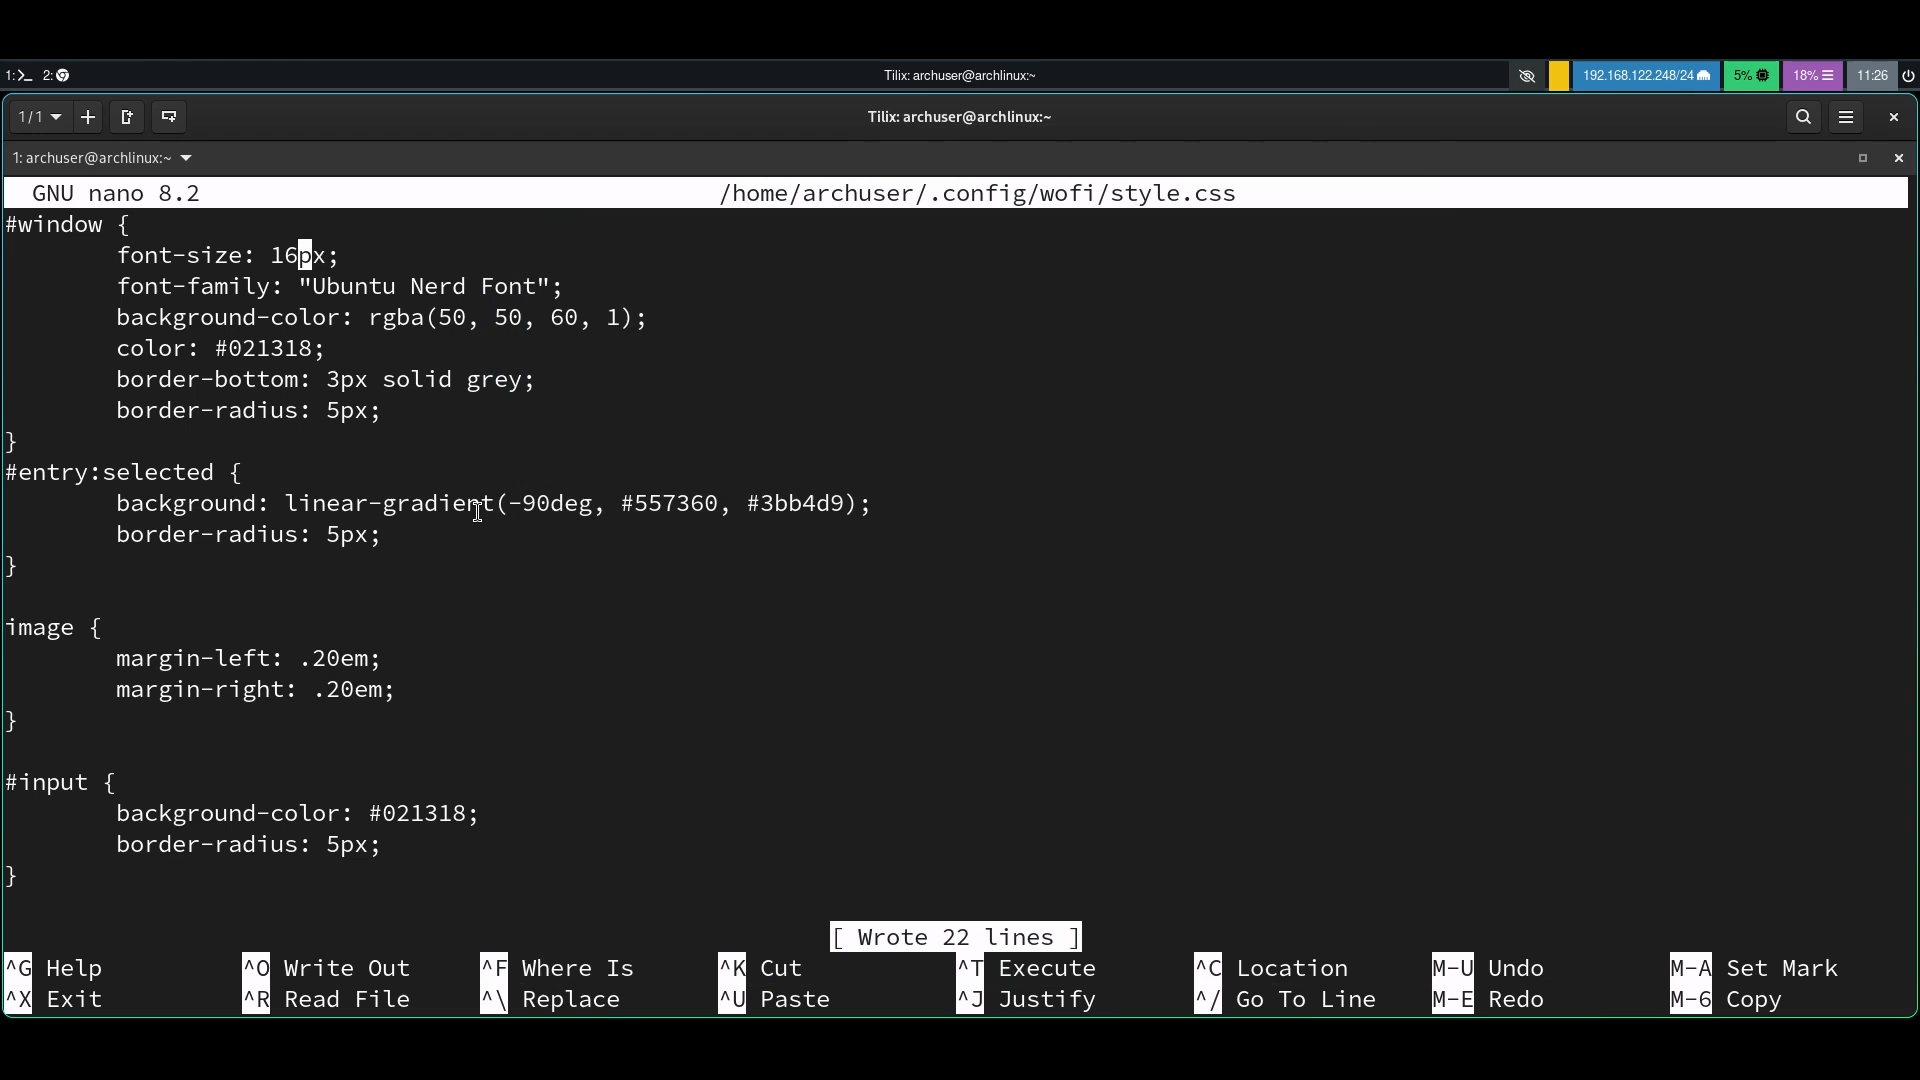 1: 2: Tilix: archuser@archlinux:~ 192.168.122.248/24 5% 18% 11:26
1/1 Tilix: archuser@archlinux:~
1: archuser@archlinux:~
GNU nano 8.2 /home/archuser/.config/wofi/style.css
#window {
font-size: 16px;
font-family: "Ubuntu Nerd Font";
background-color: rgba(50, 50, 60, 1);
color: #021318;
border-bottom: 3px solid grey;
border-radius: 5px;
}
#entry:selected {
background: linear-gradient(-90deg, #557360, #3bb4d9);
border-radius: 5px;
}
image {
margin-left: .20em;
margin-right: .20em;
}
#input {
background-color: #021318;
border-radius: 5px;
}
[ Wrote 22 lines ]
^G Help ^O Write Out ^F Where Is ^K Cut ^T Execute ^C Location M-U Undo M-A Set Mark
^X Exit ^R Read File ^\ Replace ^U Paste ^J Justify ^/ Go To Line M-E Redo M-6 Copy